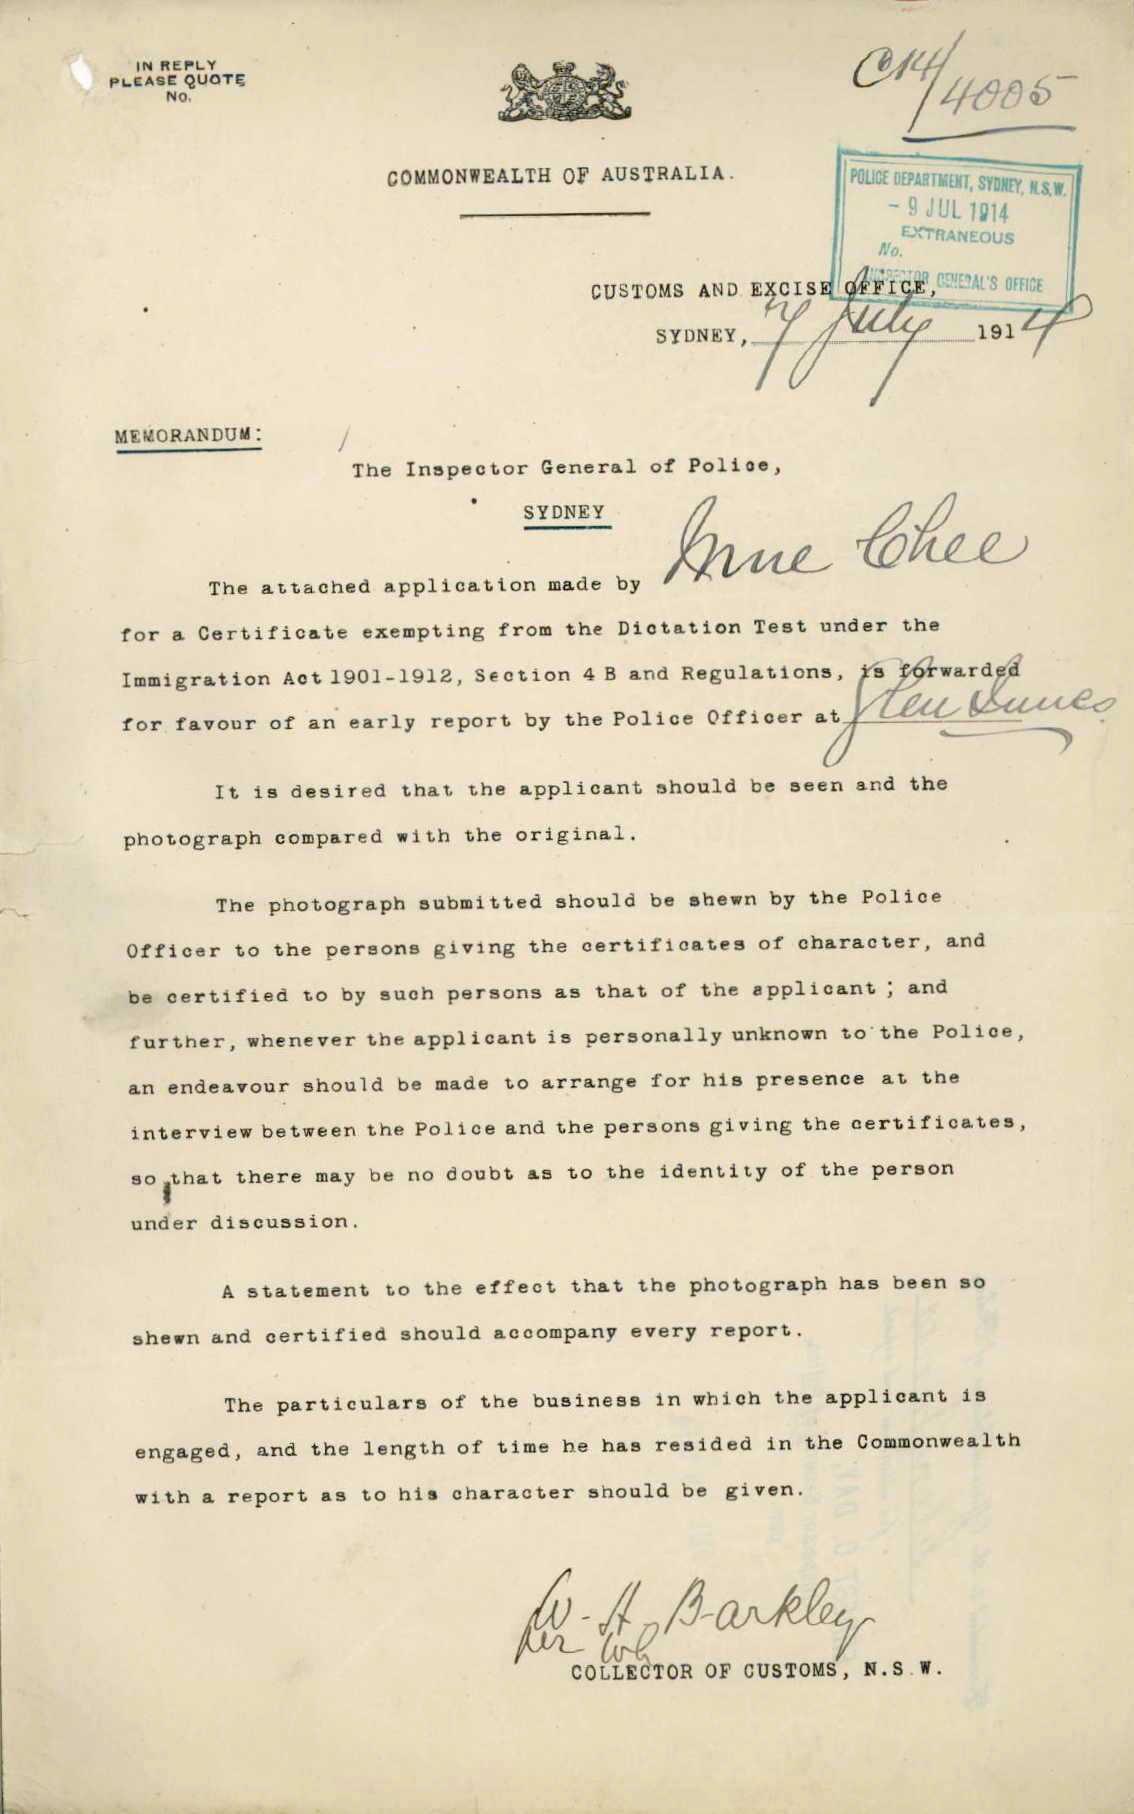 IN REPLY
PLEASE QUOTE
No.
C14/4005
COMMONWEALTH OF AUSTRALIA.
POLICE DEPARTMENT, SYDNEY, N.S.W.
- 9 JUL 1914
EXTRANEOUS
No.
INSPECTOR GENERAL'S OFFICE
CUSTOMS AND EXCISE OFFICE,
SYDNEY, 7 July 1914
MEMORANDUM:
The Inspector General of Police,
SYDNEY
The attached application made by Chee
for a Certificate exempting from the Dictation Test under the
Immigration Act 1901-1912, Section 4 B and Regulations, is forwarded
for favour of an early report by the Police Officer at Glen Innes.
It is desired that the applicant should be seen and the
photograph compared with the original.
The photograph submitted should be shewn by the Police
Officer to the persons giving the certificates of character, and
be certified to by such persons as that of the applicant ; and
further, whenever the applicant is personally unknown to the Police,
an endeavour should be made to arrange for his presence at the
interview between the Police and the persons giving the certificates,
so that there may be no doubt as to the identity of the person
under discussion.
A statement to the effect that the photograph has been so
shewn and certified should accompany every report.
The particulars of the business in which the applicant is
engaged, and the length of time he has resided in the Commonwealth
with a report as to his character should be given.
W. H. Barkley
per
COLLECTOR OF CUSTOMS, N.S.W.